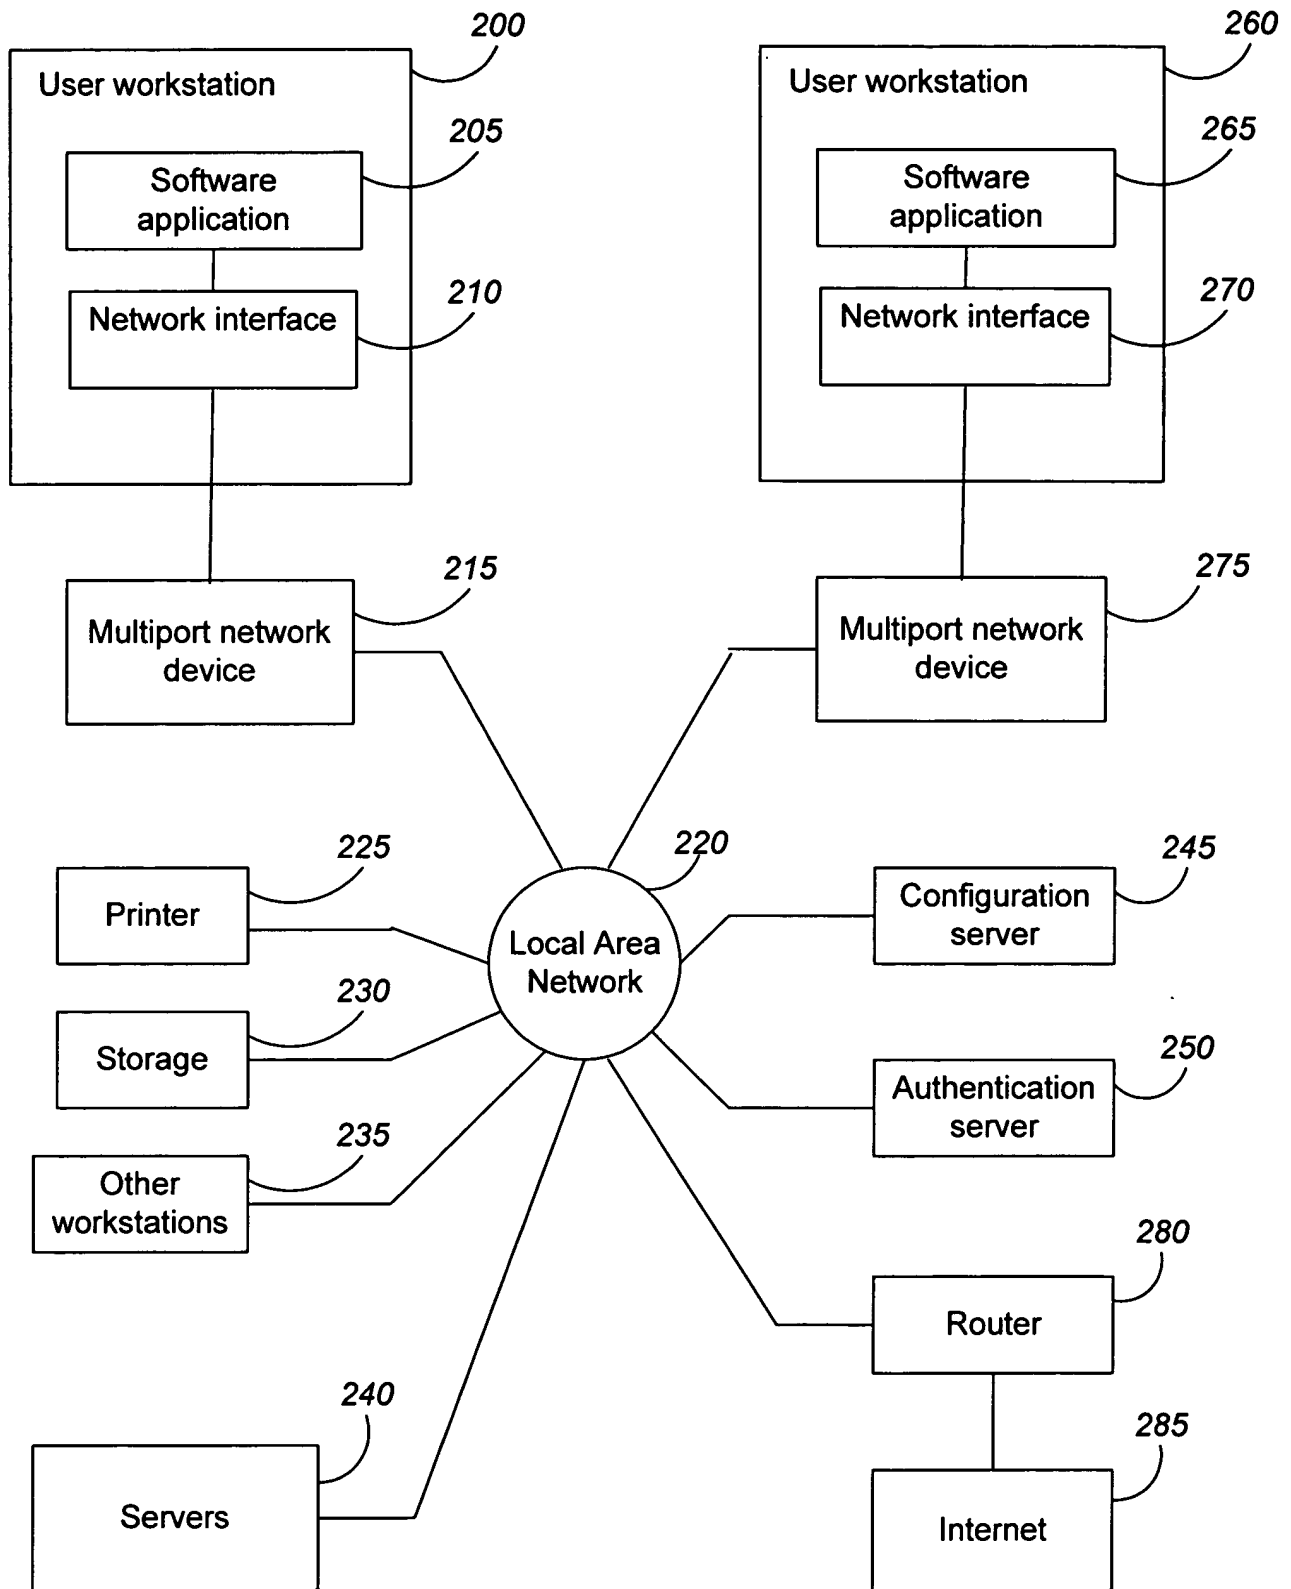 200
260
User workstation
User workstation
205
265
Software
application
Software
application
210
270
Network interface
Network interface
215
275
Multiport network
device
Multiport network
device
225
220
245
Printer
Local Area
Network
Configuration
server
230
250
Storage
Authentication
server
235
Other
workstations
280
Router
240
285
Servers
Internet